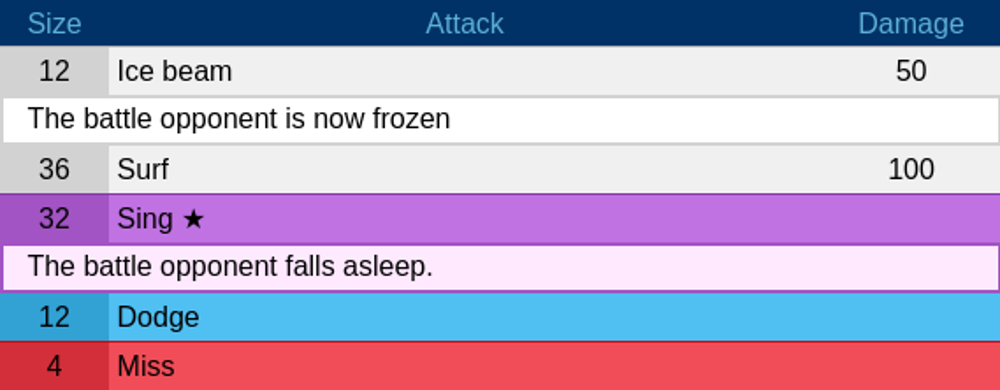 Size Attack Damage
12 Ice beam 50
The battle opponent is now frozen
36 Surf 100
32 Sing ★
The battle opponent falls asleep.
12 Dodge
4 Miss